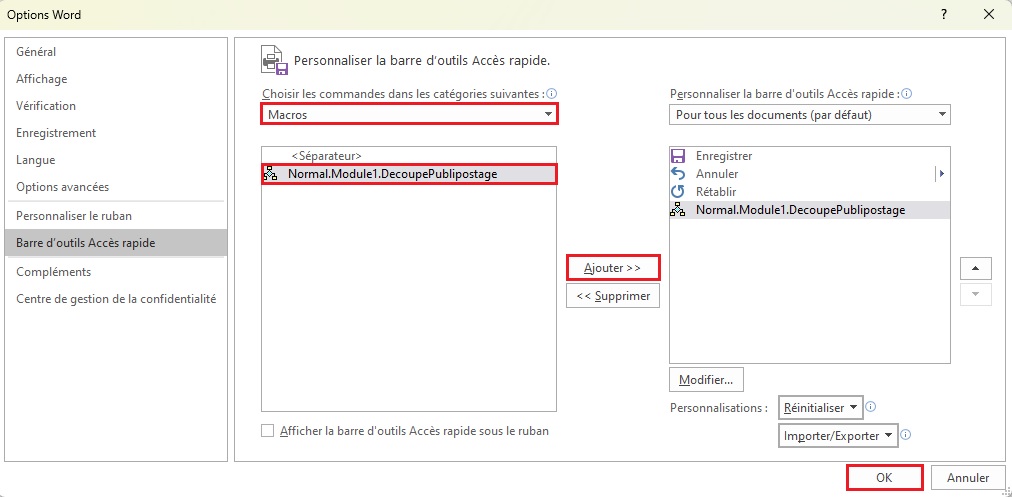 Options Word
?
Général
Affichage
Vérification
Enregistrement
Langue
Options avancées
Personnaliser le ruban
Barre d'outils Accès rapide
Compléments
Centre de gestion de la confidentialité
Personnaliser la barre d'outils Accès rapide.
Choisir les commandes dans les catégories suivantes :
Macros
<Séparateur>
Normal.Module1.DecoupePublipostage
Afficher la barre d'outils Accès rapide sous le ruban
Ajouter >>
<< Supprimer
Personnaliser la barre d'outils Accès rapide :
Pour tous les documents (par défaut)
Enregistrer
Annuler
Rétablir
Normal.Module1.DecoupePublipostage
Modifier...
Personnalisations :
Réinitialiser
Importer/Exporter
OK
Annuler